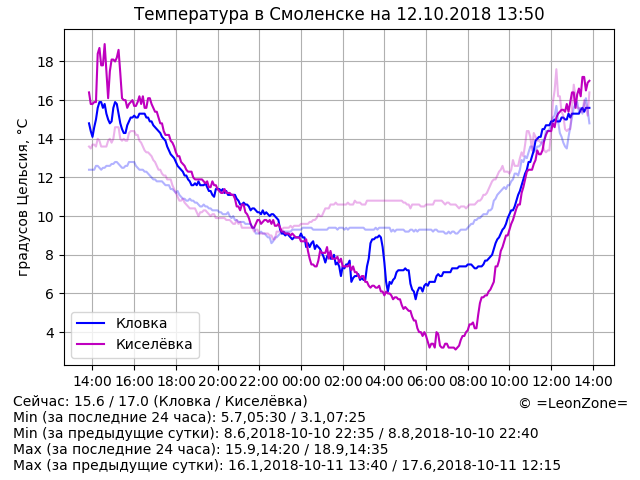 Температура в Смоленске на 12.10.2018 13:50
градусов Цельсия, °C
18
16
14
12
10
8
6
4
Кловка
Киселёвка
14:00 16:00 18:00 20:00 22:00 00:00 02:00 04:00 06:00 08:00 10:00 12:00 14:00
Сейчас: 15.6 / 17.0 (Кловка / Киселёвка)
© =LeonZone=
Min (за последние 24 часа): 5.7,05:30 / 3.1,07:25
Min (за предыдущие сутки): 8.6,2018-10-10 22:35 / 8.8,2018-10-10 22:40
Max (за последние 24 часа): 15.9,14:20 / 18.9,14:35
Max (за предыдущие сутки): 16.1,2018-10-11 13:40 / 17.6,2018-10-11 12:15